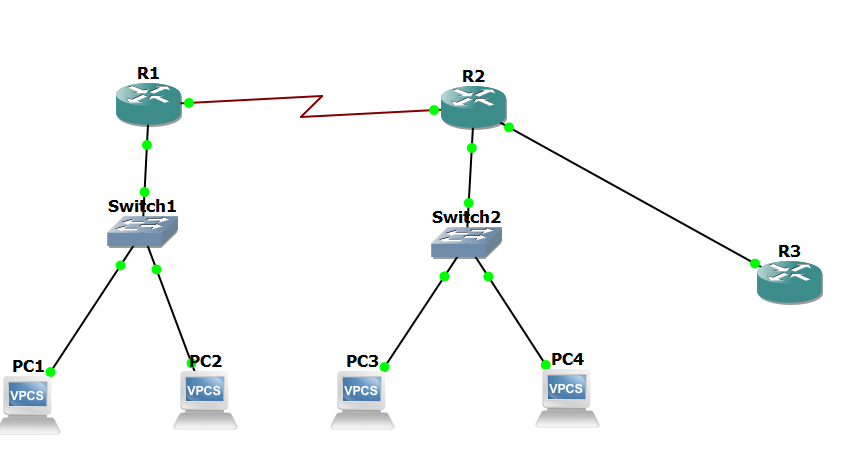 R1
R2
Switch1
Switch2
R3
PC1
PC2
PC3
PC4
VPCS
VPCS
VPCS
VPCS